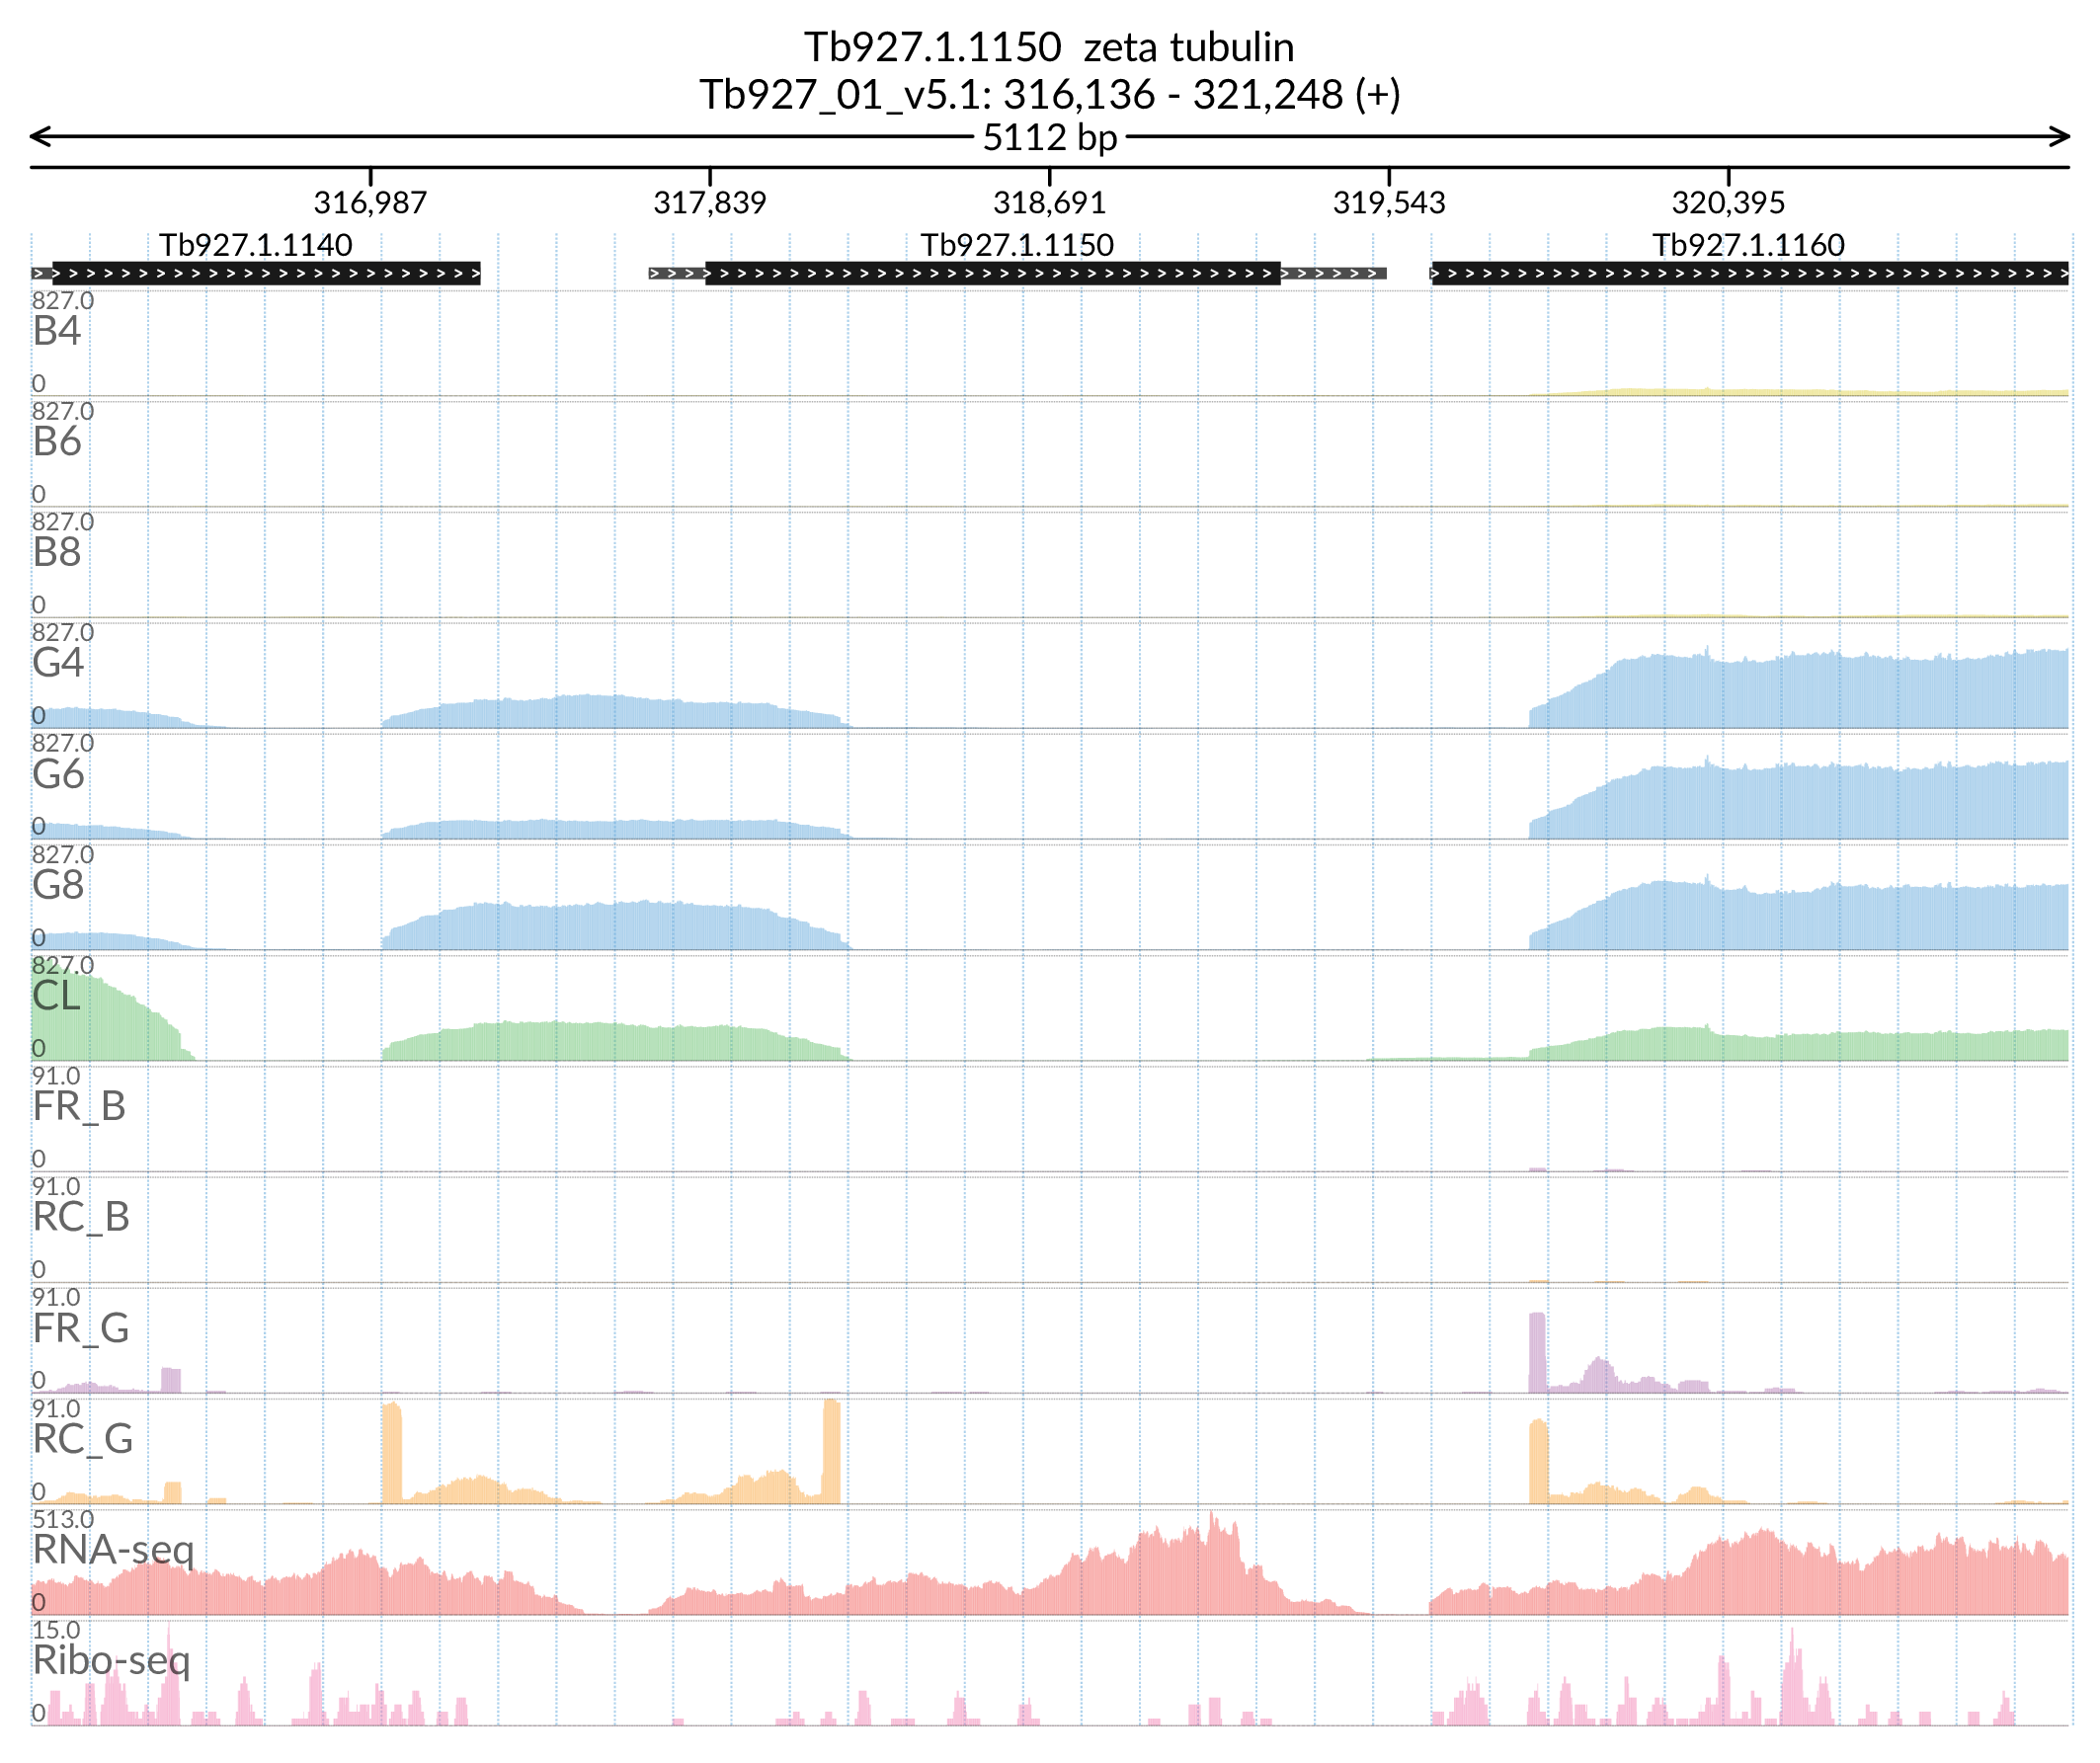 Tb927.1.1150  zeta tubulin
Tb927_01_v5.1: 316,136 - 321,248 (+)
5112 bp
316,987 317,839 318,691 319,543 320,395
Tb927.1.1140 Tb927.1.1150 Tb927.1.1160
827.0
B4
0
827.0
B6
0
827.0
B8
0
827.0
G4
0
827.0
G6
0
827.0
G8
0
827.0
CL
0
91.0
FR_B
0
91.0
RC_B
0
91.0
FR_G
0
91.0
RC_G
0
513.0
RNA-seq
0
15.0
Ribo-seq
0